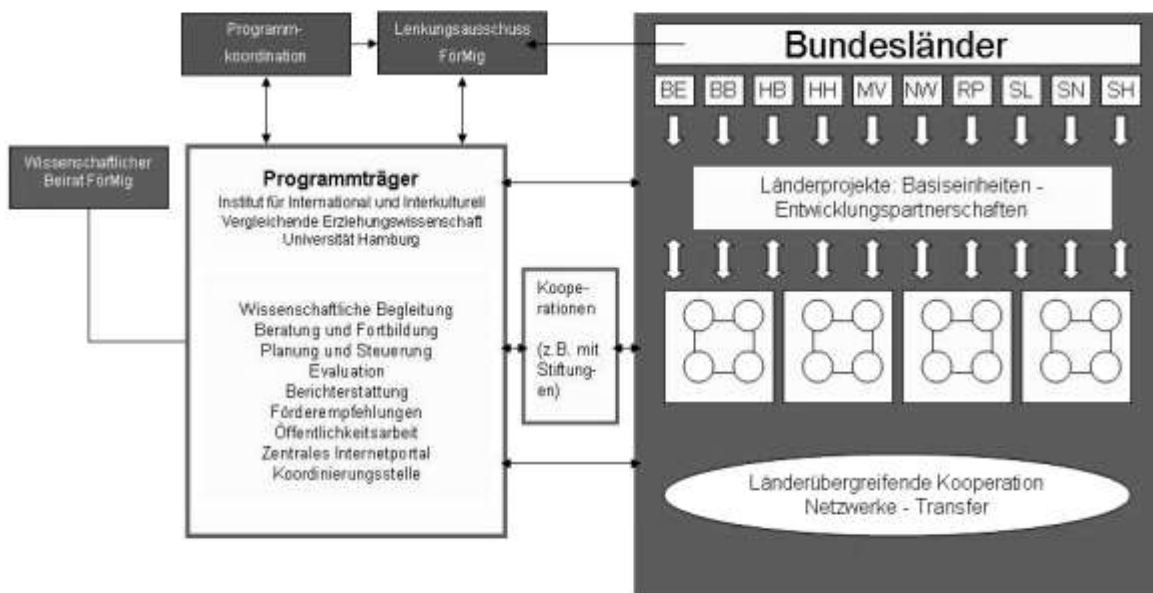 Programm-
koordination
Lenkungsausschuss
FörMig
Wissenschaftlicher
Beirat FörMig
Programmträger
Institut für International und Interkulturell
Vergleichende Erziehungswissenschaft
Universität Hamburg
Wissenschaftliche Begleitung
Beratung und Fortbildung
Planung und Steuerung
Evaluation
Berichterstattung
Förderempfehlungen
Öffentlichkeitsarbeit
Zentrales Internetportal
Koordinierungsstelle
Koope-
rationen
(z.B. mit
Stiftung-
en)
Bundesländer
BE BB HB HH MV NW RP SL SN SH
Länderprojekte: Basiseinheiten -
Entwicklungspartnerschaften
Länderübergreifende Kooperation
Netzwerke - Transfer